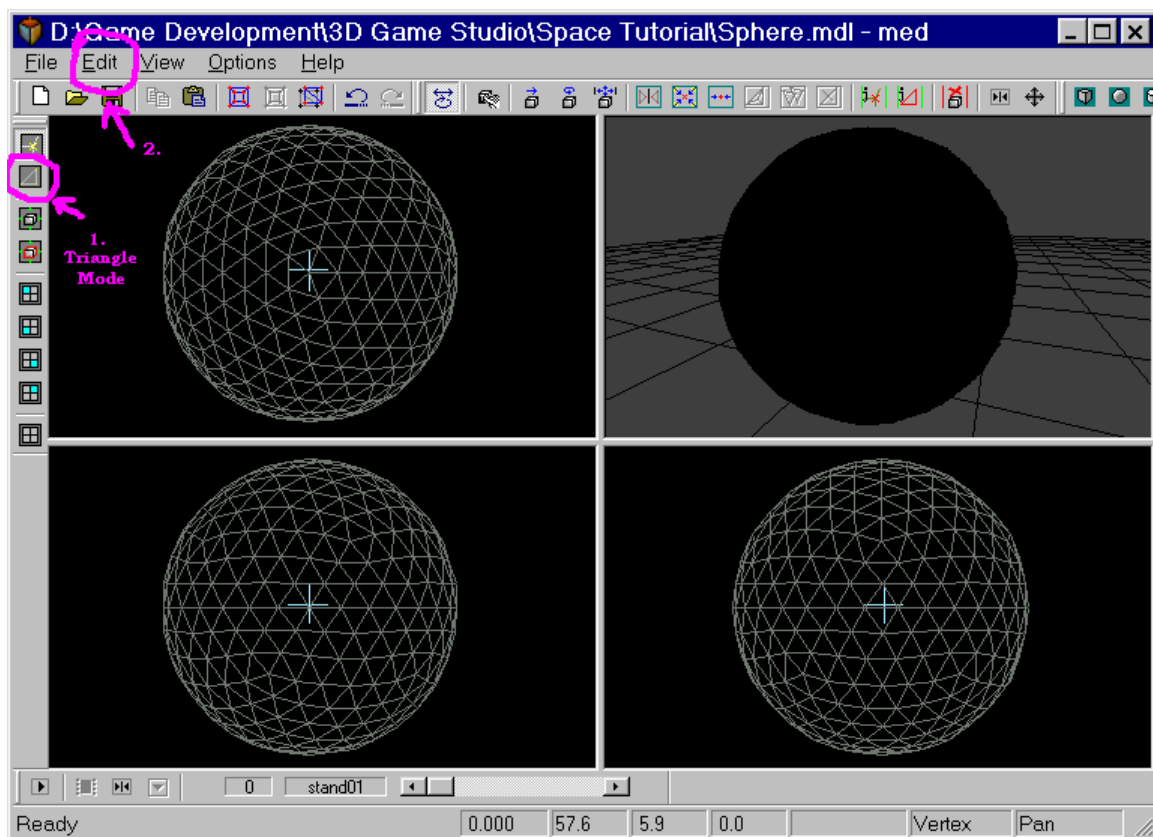 D:\Game Development\3D Game Studio\Space Tutorial\Sphere.mdl - med
File Edit View Options Help
2.
1.
Triangle
Mode
0 stand01
Ready 0.000 57.6 5.9 0.0 Vertex Pan